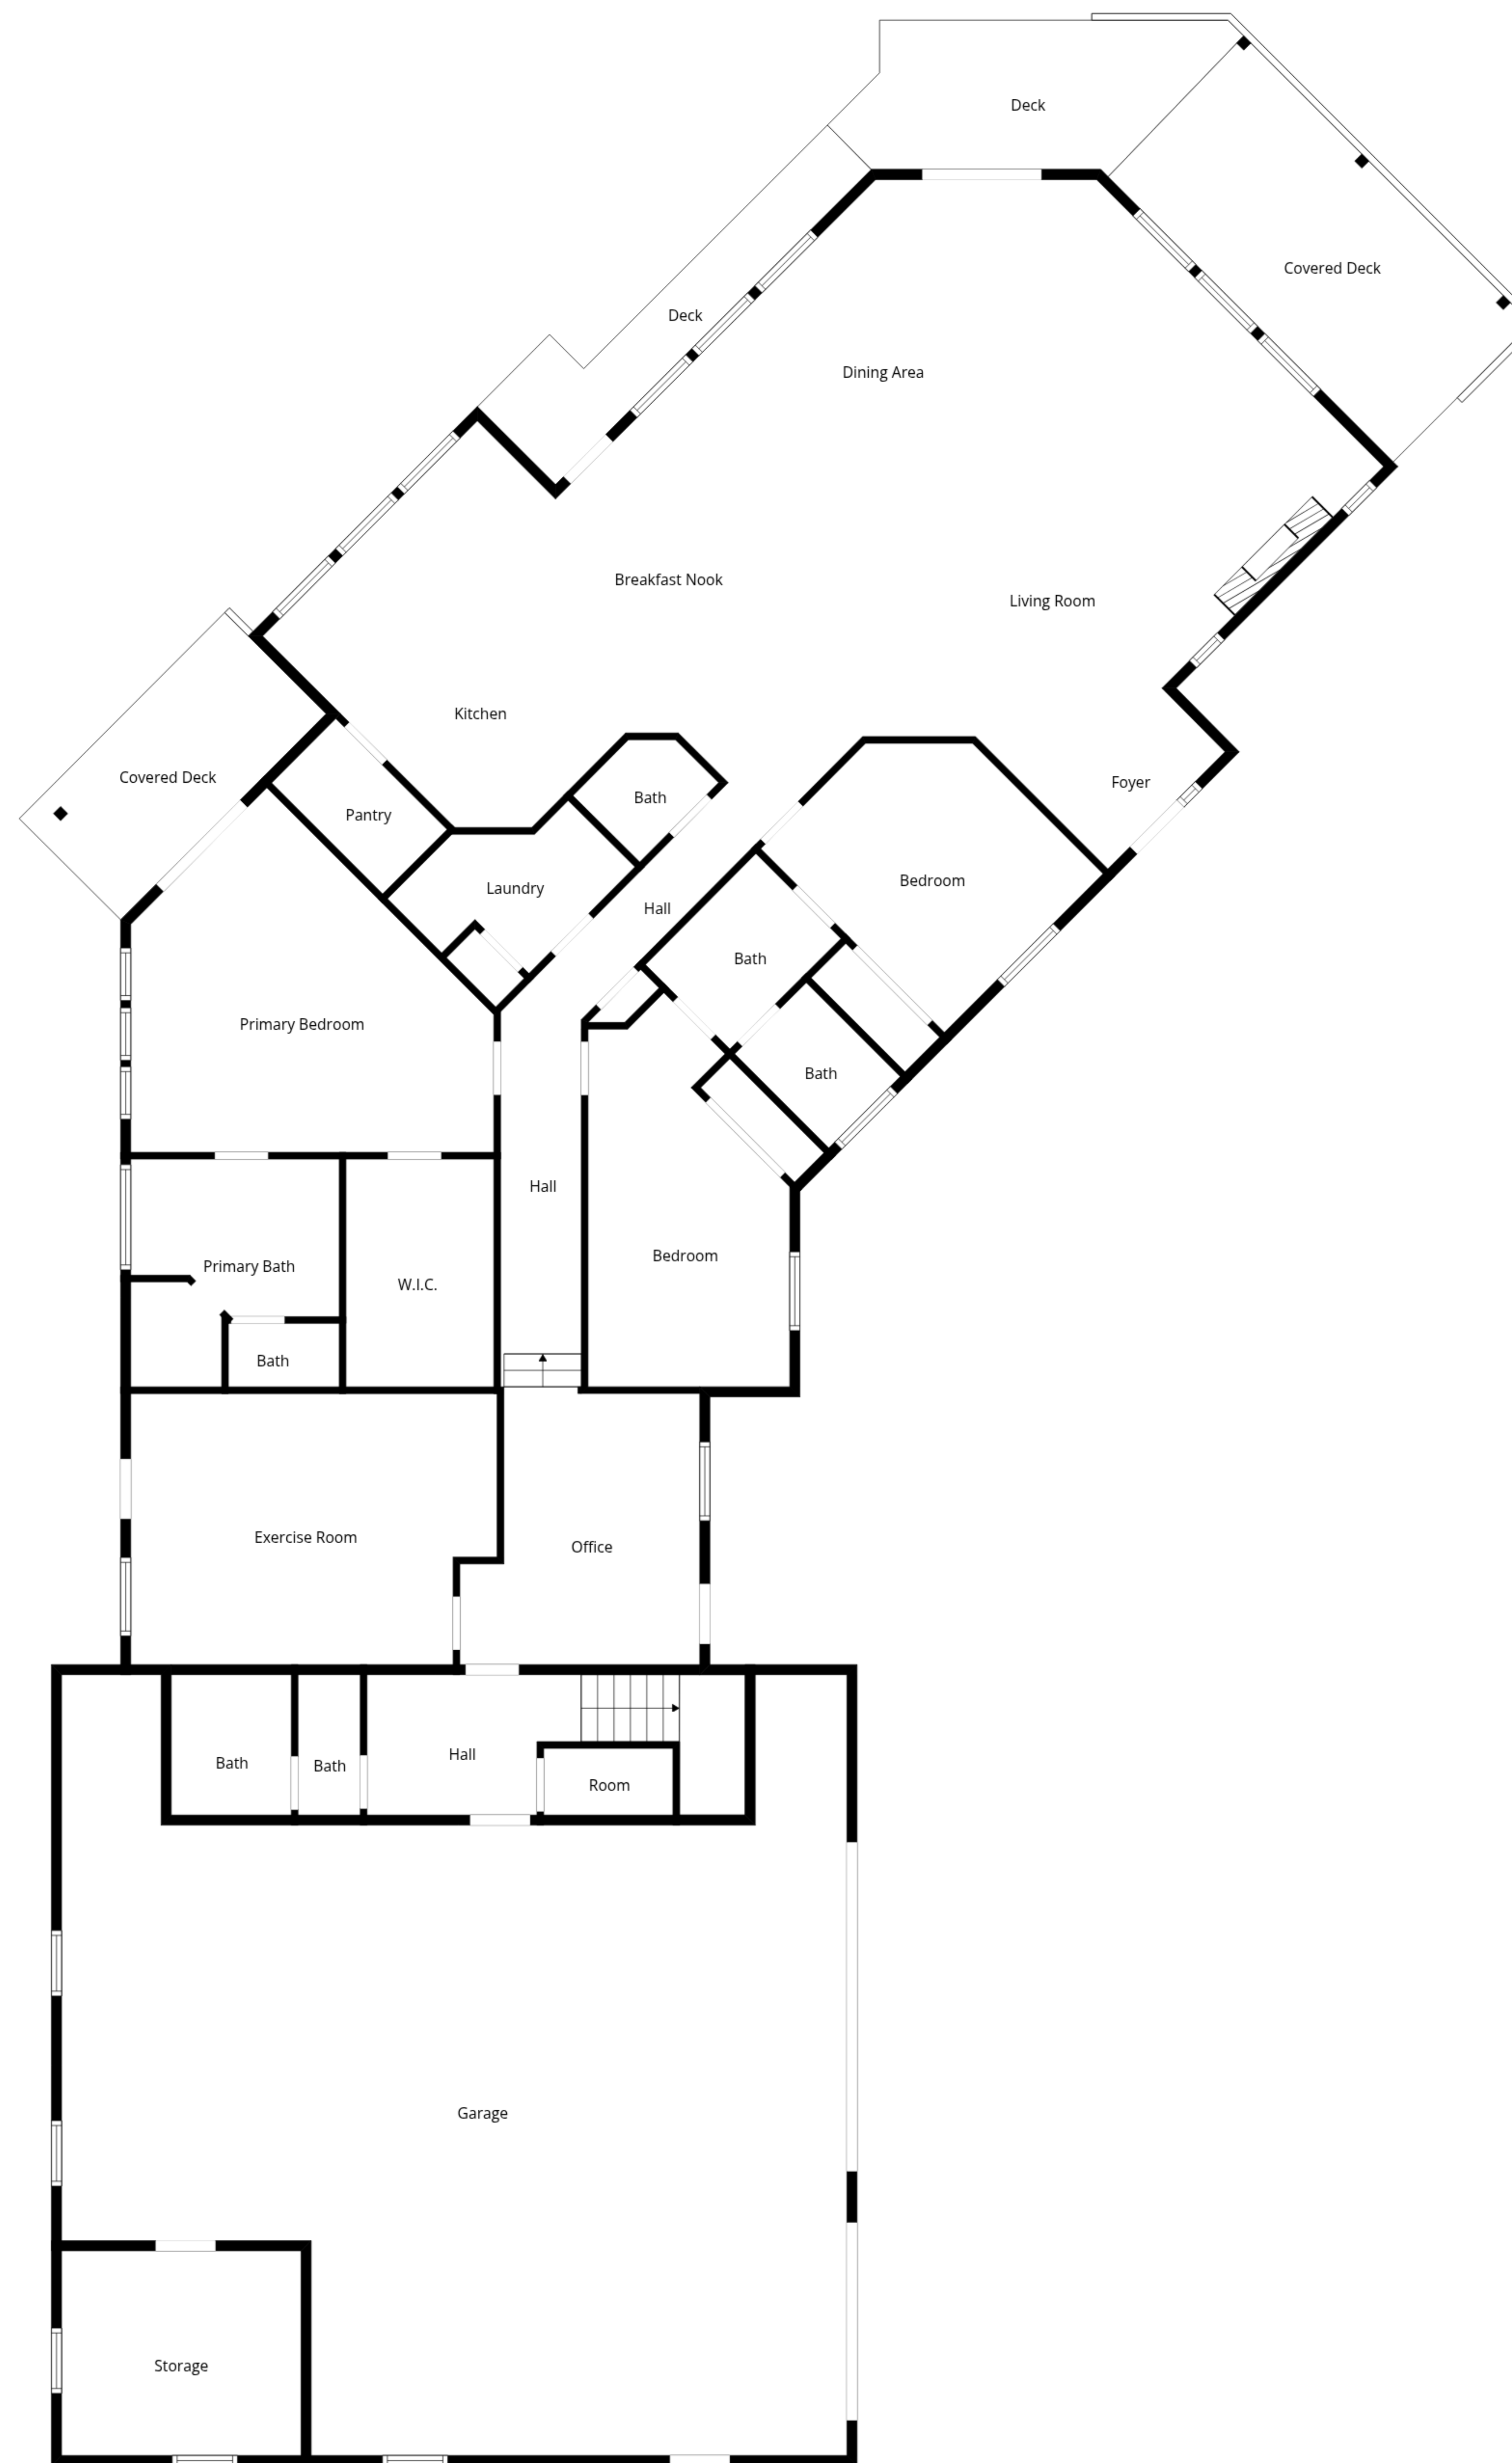 Deck
Covered Deck
Deck
Dining Area
Breakfast Nook
Living Room
Kitchen
Covered Deck
Foyer
Bath
Pantry
Bedroom
Laundry
Hall
Bath
Primary Bedroom
Bath
Hall
Bedroom
Primary Bath
W.I.C.
Bath
Exercise Room
Office
Hall
Bath
Bath
Room
Garage
Storage